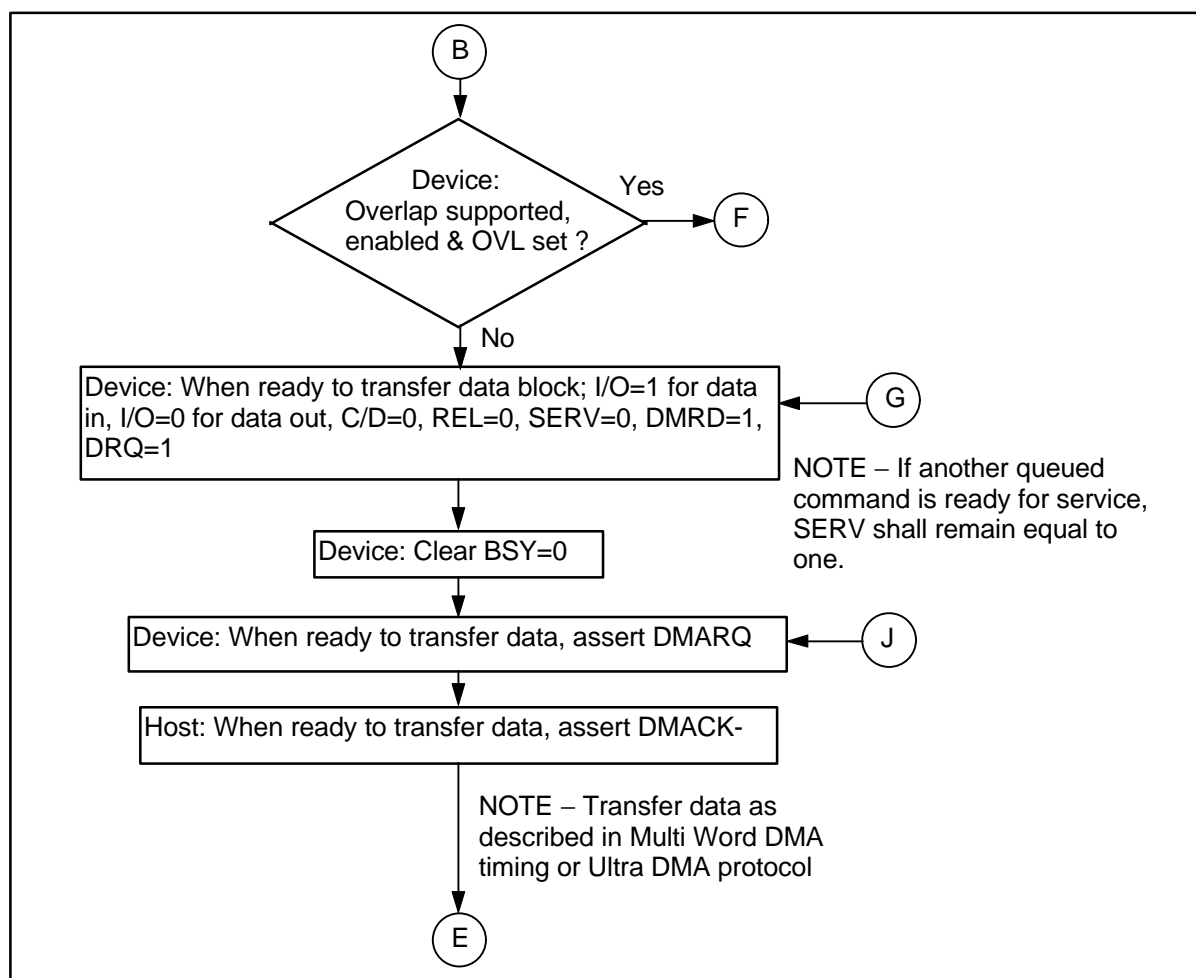 B
Device:
Overlap supported,
enabled & OVL set ?
Yes
F
No
Device: When ready to transfer data block; I/O=1 for data
in, I/O=0 for data out, C/D=0, REL=0, SERV=0, DMRD=1,
DRQ=1
G
NOTE – If another queued
command is ready for service,
SERV shall remain equal to
one.
Device: Clear BSY=0
Device: When ready to transfer data, assert DMARQ
J
Host: When ready to transfer data, assert DMACK-
NOTE – Transfer data as
described in Multi Word DMA
timing or Ultra DMA protocol
E